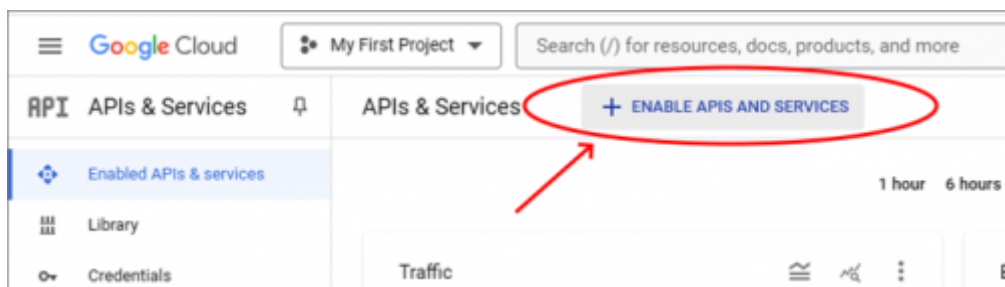 Google Cloud
My First Project
Search (/) for resources, docs, products, and more
API APIs & Services
APIs & Services
+ ENABLE APIS AND SERVICES
Enabled APIs & services
1 hour 6 hours
Library
Credentials
Traffic